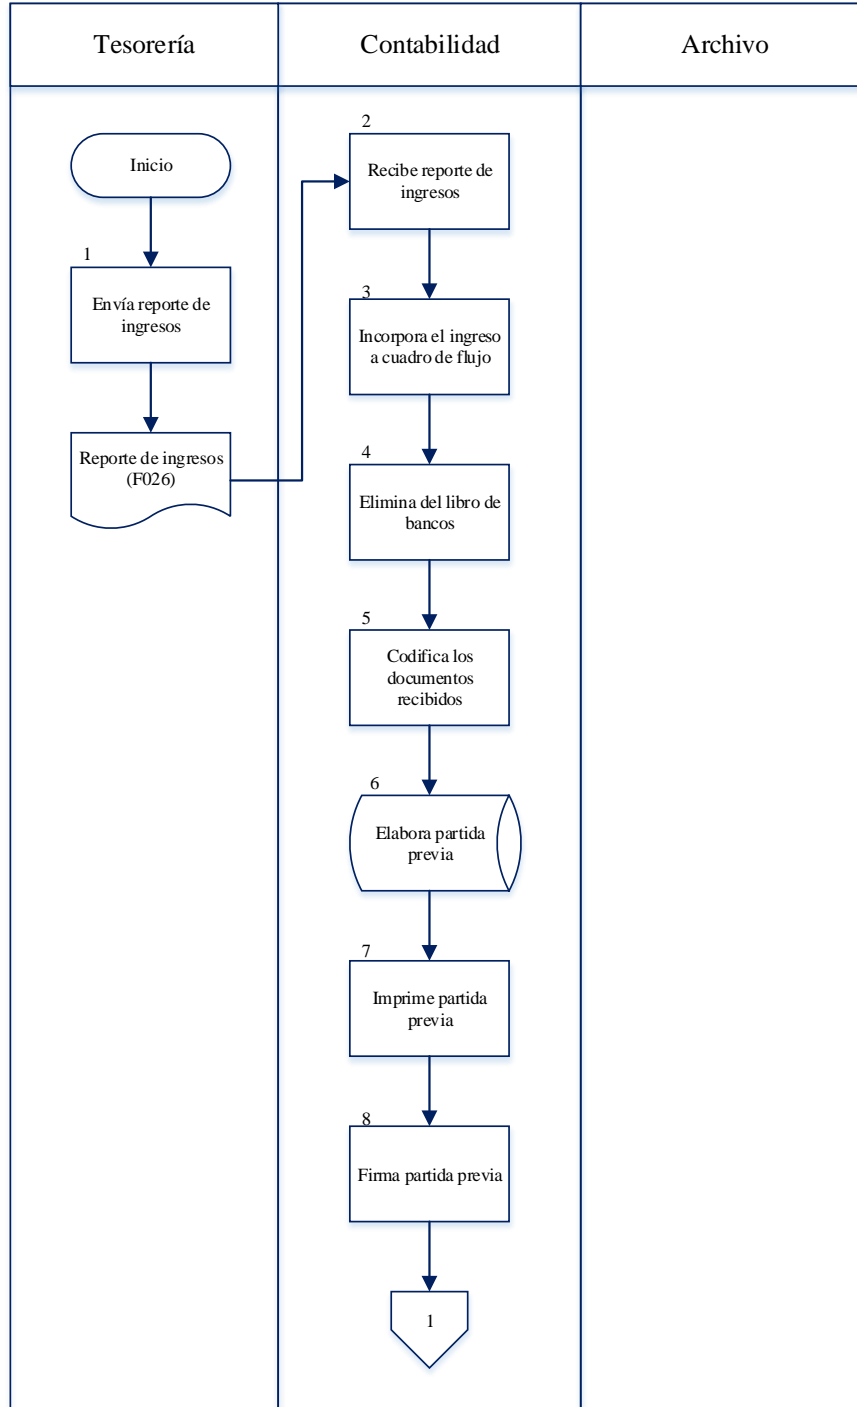 Tesorería
Contabilidad
Archivo
Inicio
1
Envía reporte de
ingresos
Reporte de ingresos
(F026)
2
Recibe reporte de
ingresos
3
Incorpora el ingreso
a cuadro de flujo
4
Elimina del libro de
bancos
5
Codifica los
documentos
recibidos
6
Elabora partida
previa
7
Imprime partida
previa
8
Firma partida previa
1